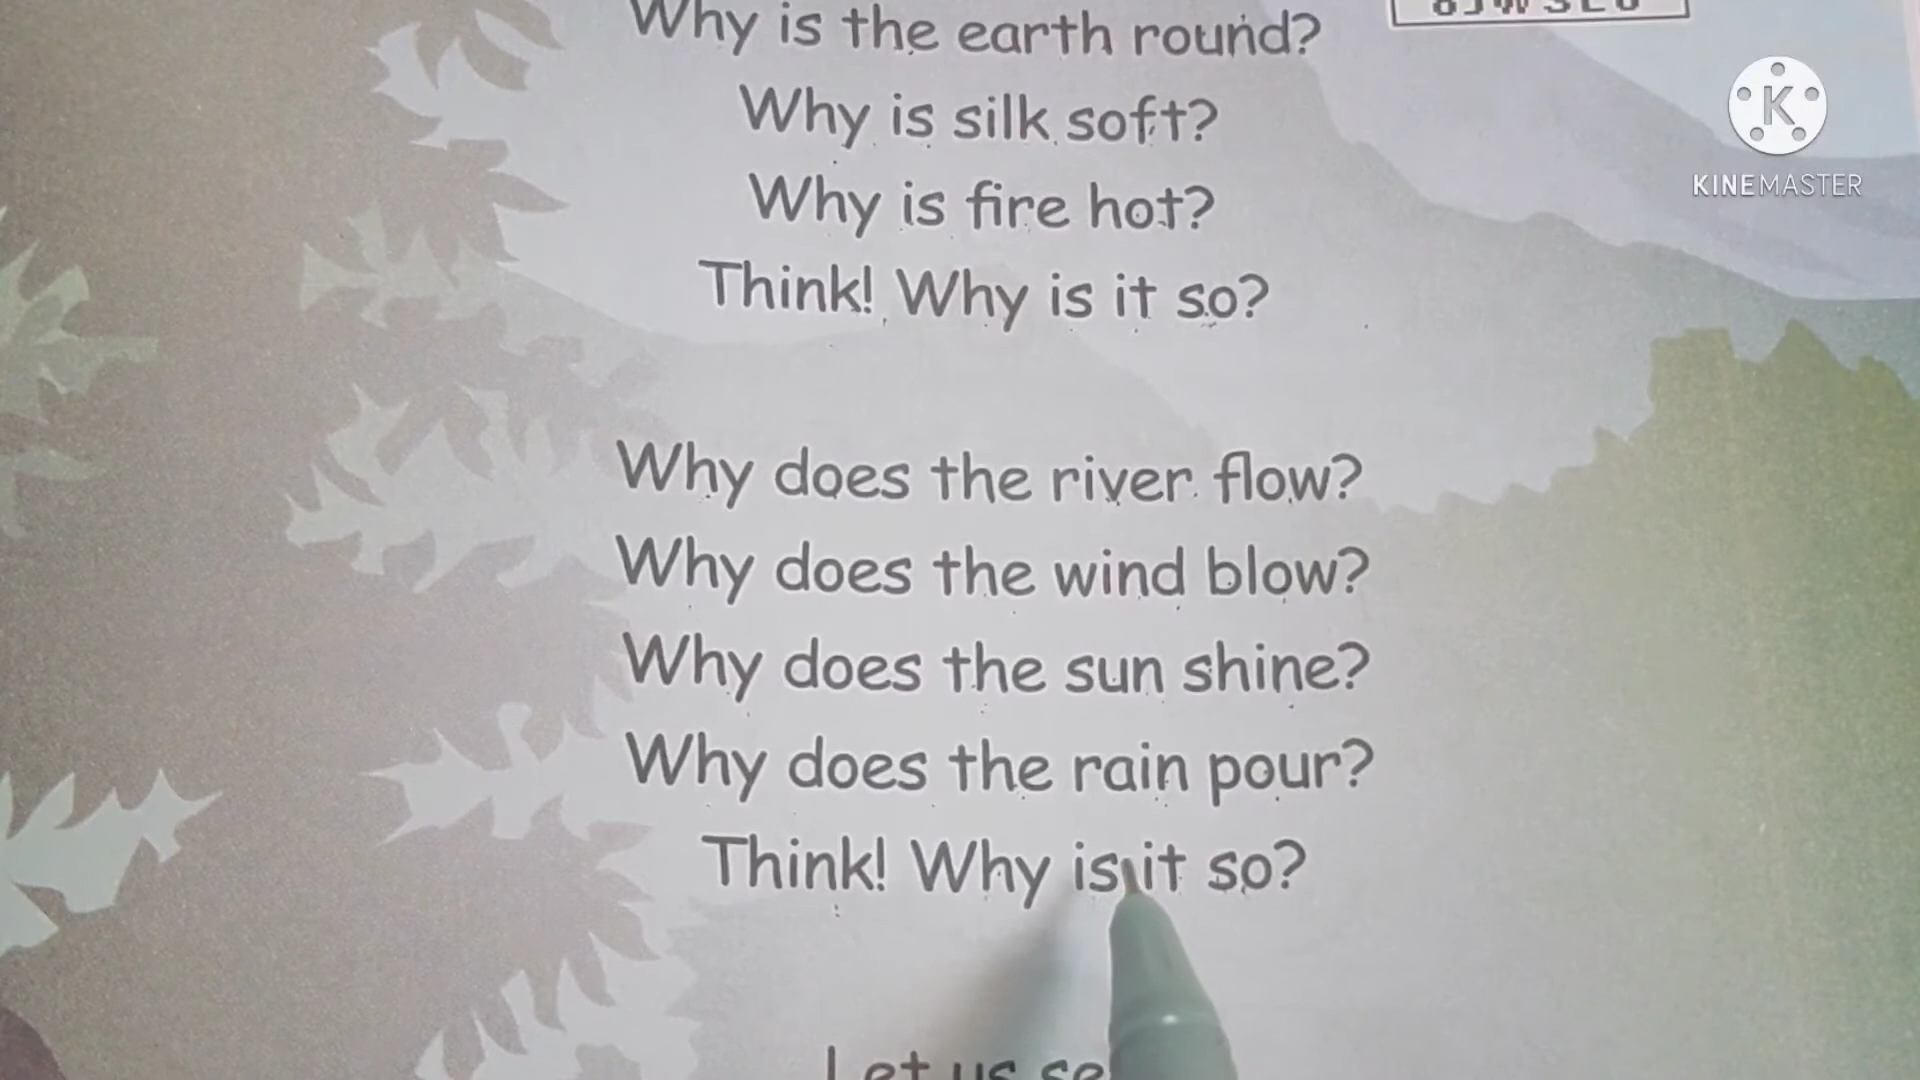 Why is the earth round?
Why is silk soft?
Why is fire hot?
Think! Why is it so?
Why does the river flow?
Why does the wind blow?
Why does the sun shine?
Why does the rain pour?
Think! Why is it so?
Let us
K
KINEMASTER